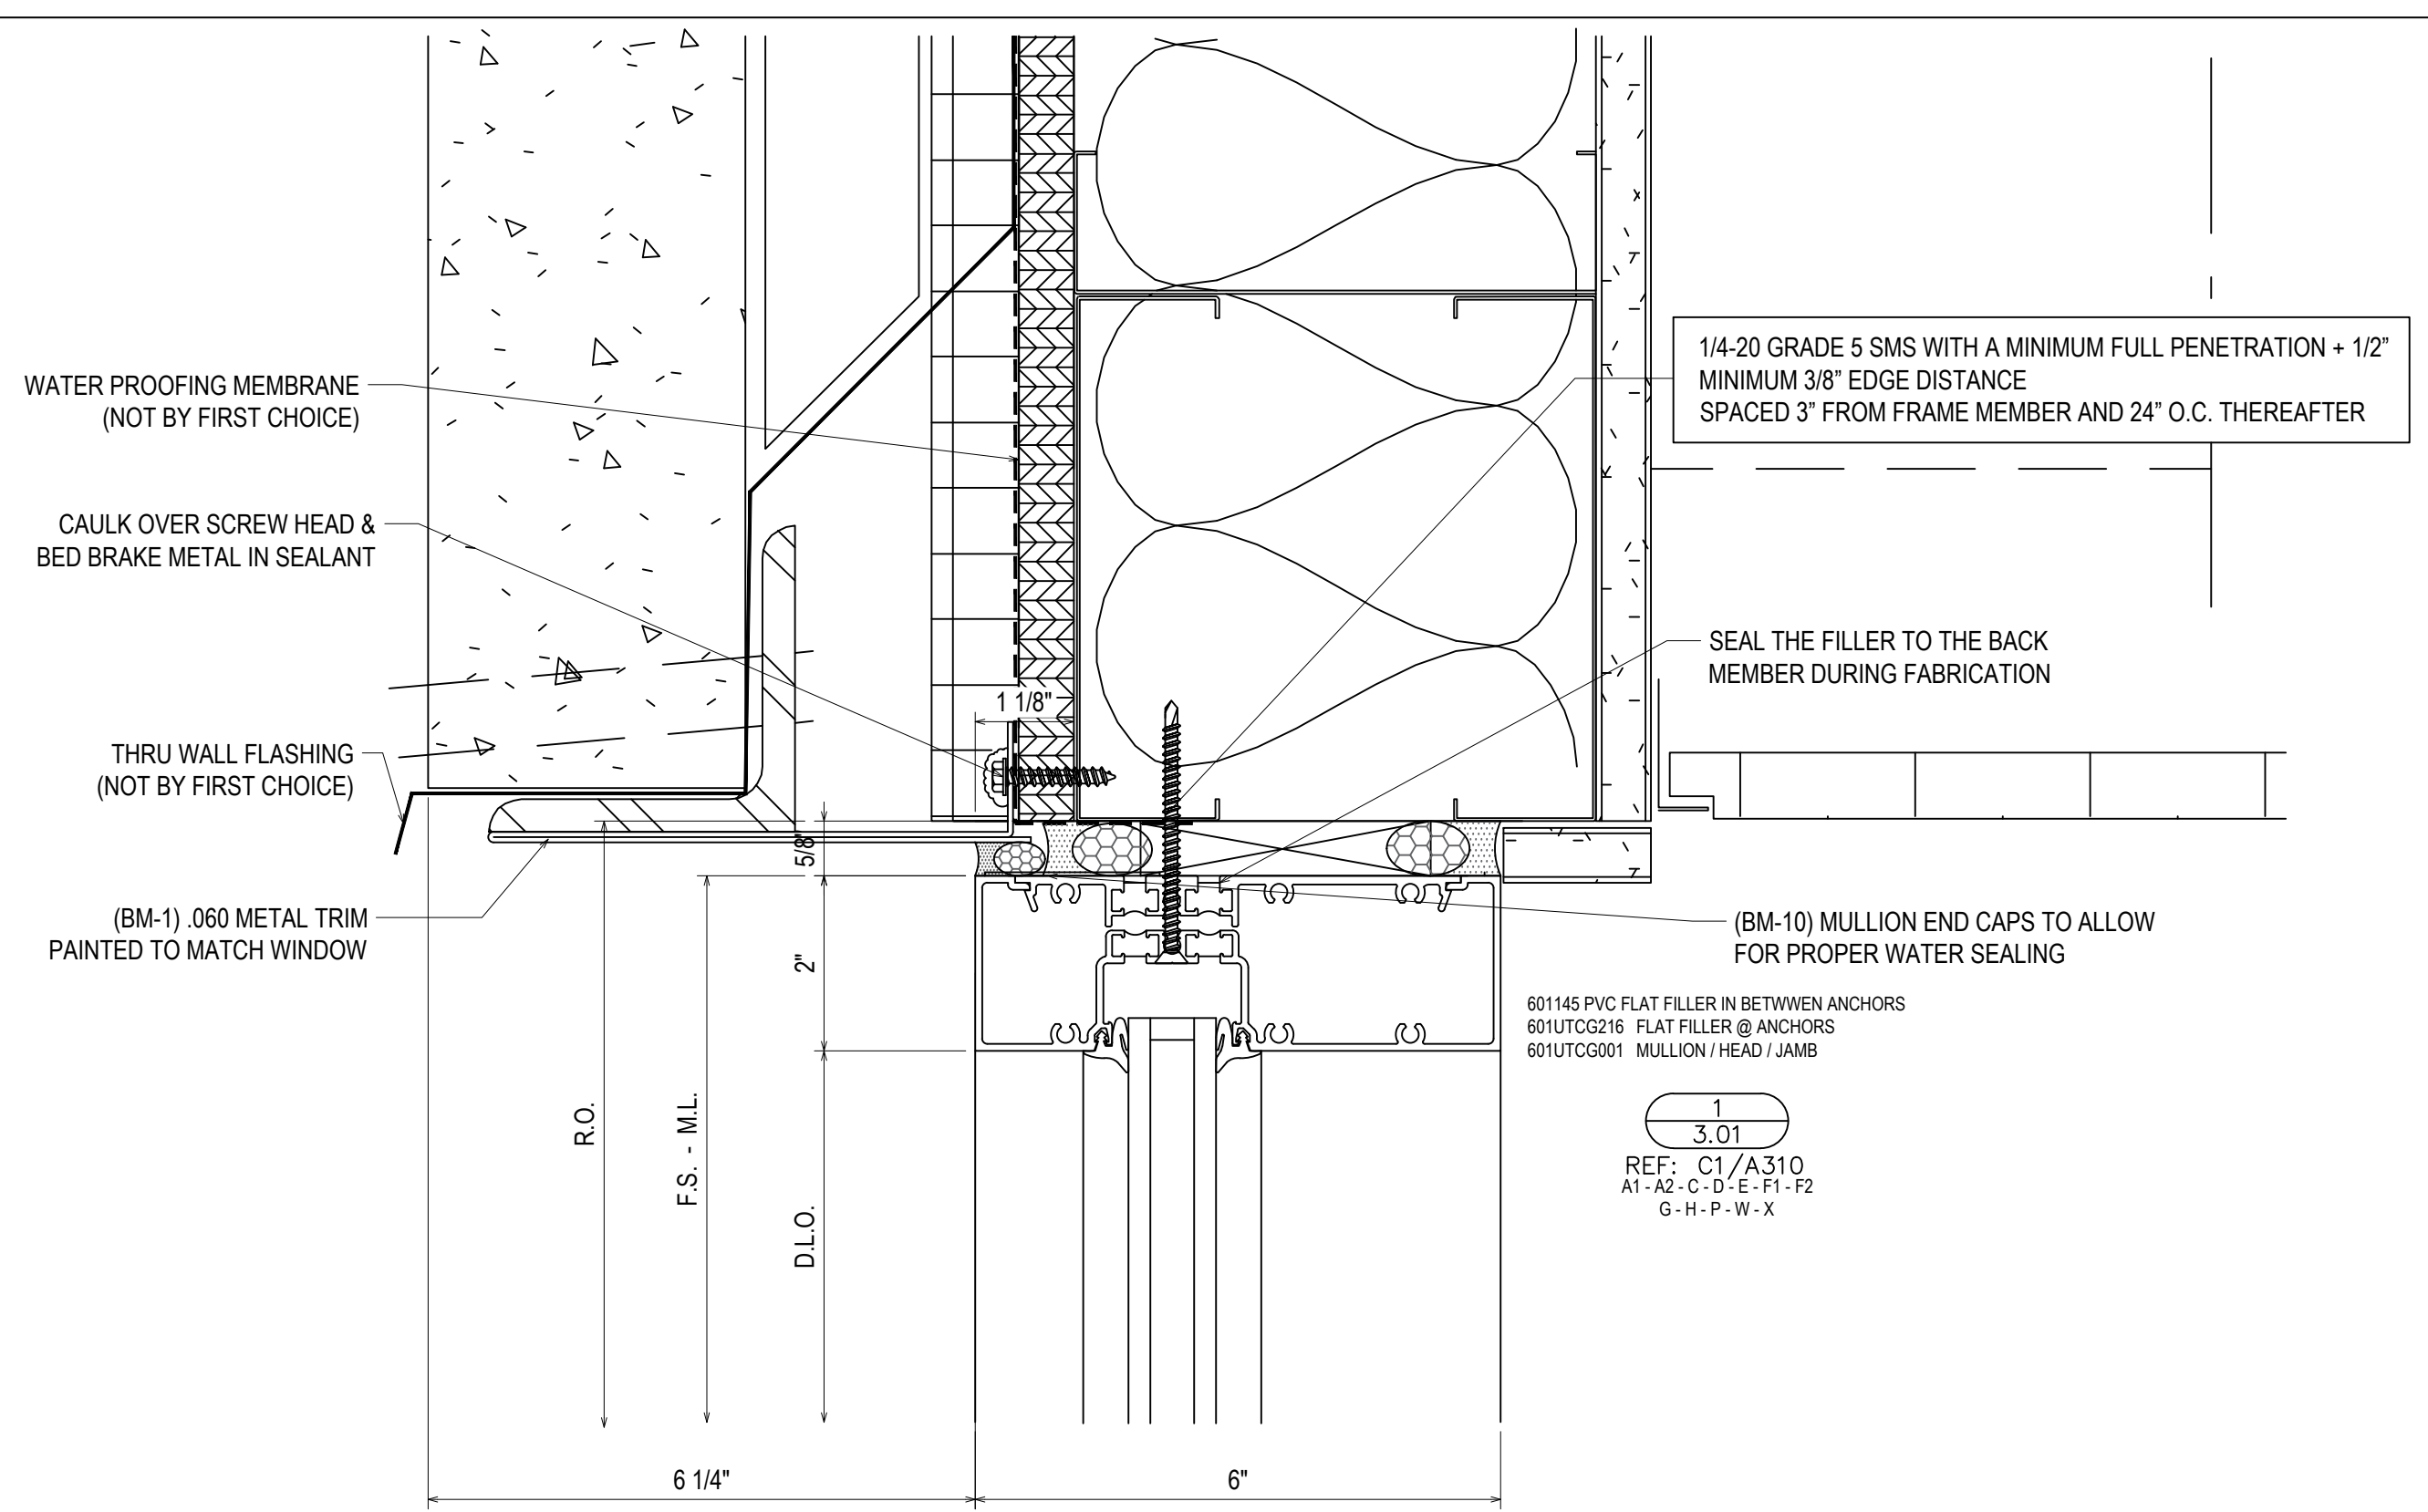 WATER PROOFING MEMBRANE
(NOT BY FIRST CHOICE)
CAULK OVER SCREW HEAD &
BED BRAKE METAL IN SEALANT
THRU WALL FLASHING
(NOT BY FIRST CHOICE)
(BM-1) .060 METAL TRIM
PAINTED TO MATCH WINDOW
1/4-20 GRADE 5 SMS WITH A MINIMUM FULL PENETRATION + 1/2”
MINIMUM 3/8” EDGE DISTANCE
SPACED 3” FROM FRAME MEMBER AND 24” O.C. THEREAFTER
SEAL THE FILLER TO THE BACK
MEMBER DURING FABRICATION
(BM-10) MULLION END CAPS TO ALLOW
FOR PROPER WATER SEALING
601145 PVC FLAT FILLER IN BETWWEN ANCHORS
601UTCG216 FLAT FILLER @ ANCHORS
601UTCG001 MULLION / HEAD / JAMB
1
3.01
REF: C1/A310
A1 - A2 - C - D - E - F1 - F2
G - H - P - W - X
1 1/8"
5/8"
2"
R.O.
F.S. - M.L.
D.L.O.
6 1/4"
6"